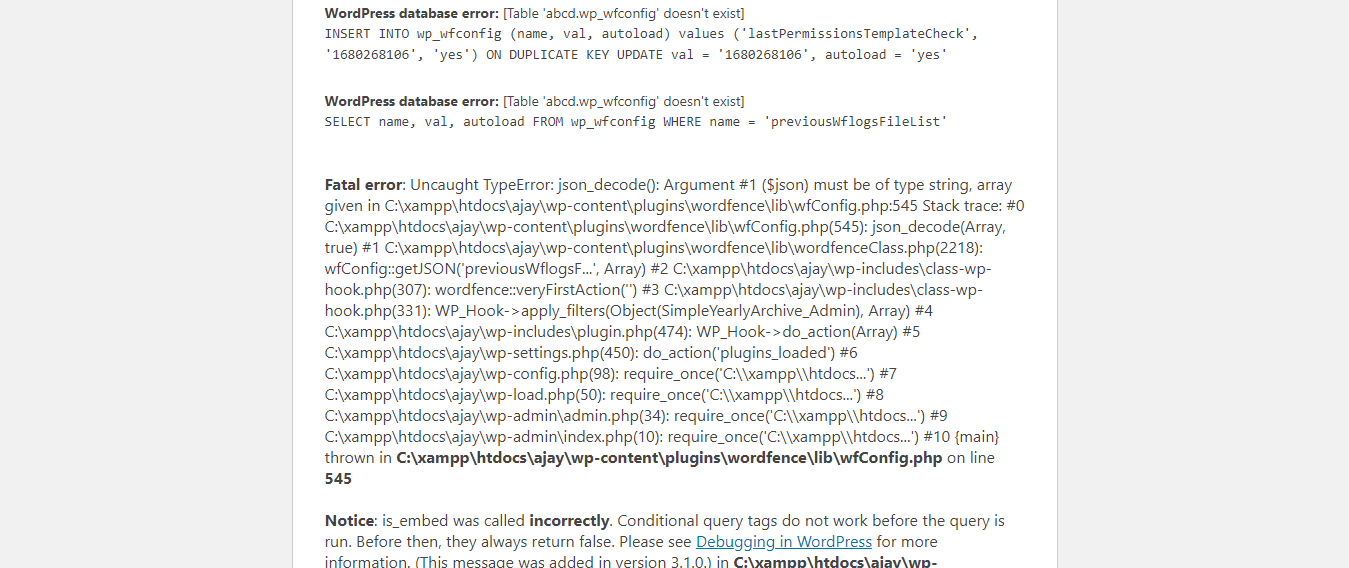 WordPress database error: [Table 'abcd.wp_wfconfig' doesn't exist]
INSERT INTO wp_wfconfig (name, val, autoload) values ('lastPermissionsTemplateCheck',
'1680268106', 'yes') ON DUPLICATE KEY UPDATE val = '1680268106', autoload = 'yes'
WordPress database error: [Table 'abcd.wp_wfconfig' doesn't exist]
SELECT name, val, autoload FROM wp_wfconfig WHERE name = 'previousWflogsFileList'
Fatal error: Uncaught TypeError: json_decode(): Argument #1 ($json) must be of type string, array
given in C:\xampp\htdocs\ajay\wp-content\plugins\wordfence\lib\wfConfig.php:545 Stack trace: #0
C:\xampp\htdocs\ajay\wp-content\plugins\wordfence\lib\wfConfig.php(545): json_decode(Array,
true) #1 C:\xampp\htdocs\ajay\wp-content\plugins\wordfence\lib\wordfenceClass.php(2218):
wfConfig::getJSON('previousWflogsF...', Array) #2 C:\xampp\htdocs\ajay\wp-includes\class-wp-
hook.php(307): wordfence::veryFirstAction('') #3 C:\xampp\htdocs\ajay\wp-includes\class-wp-
hook.php(331): WP_Hook->apply_filters(Object(SimpleYearlyArchive_Admin), Array) #4
C:\xampp\htdocs\ajay\wp-includes\plugin.php(474): WP_Hook->do_action(Array) #5
C:\xampp\htdocs\ajay\wp-settings.php(450): do_action('plugins_loaded') #6
C:\xampp\htdocs\ajay\wp-config.php(98): require_once('C:\\xampp\\htdocs...') #7
C:\xampp\htdocs\ajay\wp-load.php(50): require_once('C:\\xampp\\htdocs...') #8
C:\xampp\htdocs\ajay\wp-admin\admin.php(34): require_once('C:\\xampp\\htdocs...') #9
C:\xampp\htdocs\ajay\wp-admin\index.php(10): require_once('C:\\xampp\\htdocs...') #10 {main}
thrown in C:\xampp\htdocs\ajay\wp-content\plugins\wordfence\lib\wfConfig.php on line
545
Notice: is_embed was called incorrectly. Conditional query tags do not work before the query is
run. Before then, they always return false. Please see Debugging in WordPress for more
information. (This message was added in version 3.1.0.) in C:\xampp\htdocs\ajay\wp-